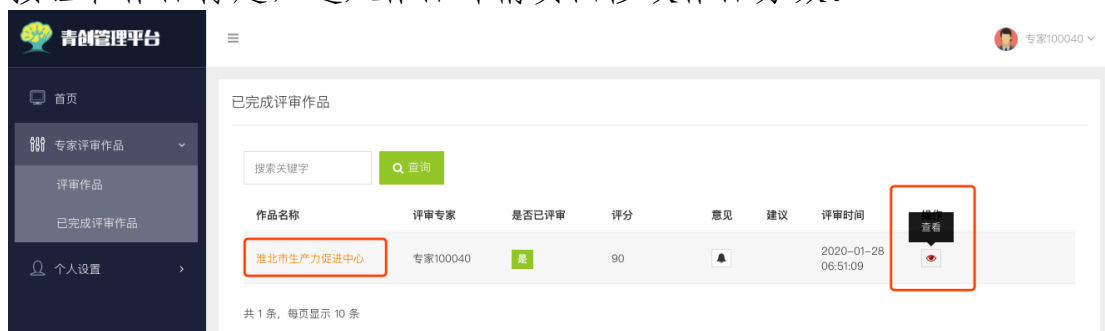 青创管理平台
专家100040
首页
专家评审作品
评审作品
已完成评审作品
个人设置
已完成评审作品
搜索关键字 查询
作品名称 评审专家 是否已评审 评分 意见 建议 评审时间
查看
淮北市生产力促进中心 专家100040 是 90 2020-01-28
06:51:09
共 1 条，每页显示 10 条